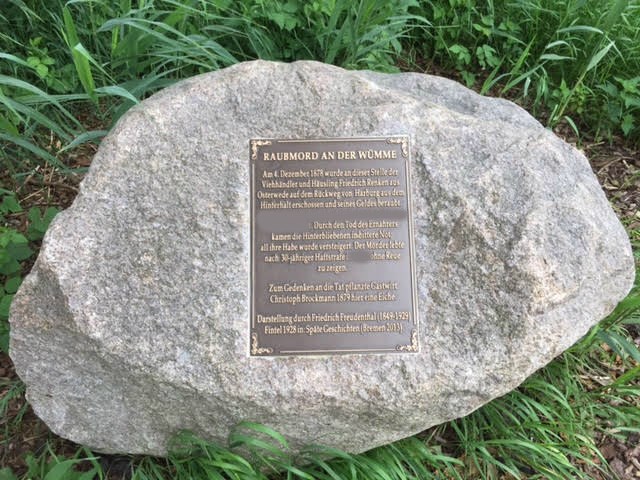 RAUBMORD AN DER WÜMME
Am 4. Dezember 1878 wurde an dieser Stelle der
Viehhändler und Häusling Friedrich Renken aus
Osterwede auf dem Rückweg von Harburg aus dem
Hinterhalt erschossen und seines Geldes beraubt.
Durch den Tod des Ernährers
kamen die Hinterbliebenen in bittere Not,
all ihre Habe wurde versteigert. Der Mörder lebte
nach 30-jähriger Haftstrafe ohne Reue
zu zeigen.
Zum Gedenken an die Tat pflanzte Gastwirt
Christoph Brockmann 1879 hier eine Eiche.
Darstellung durch Friedrich Freudenthal (1849-1929)
Fintel 1928 in: Späte Geschichten (Bremen 2013)